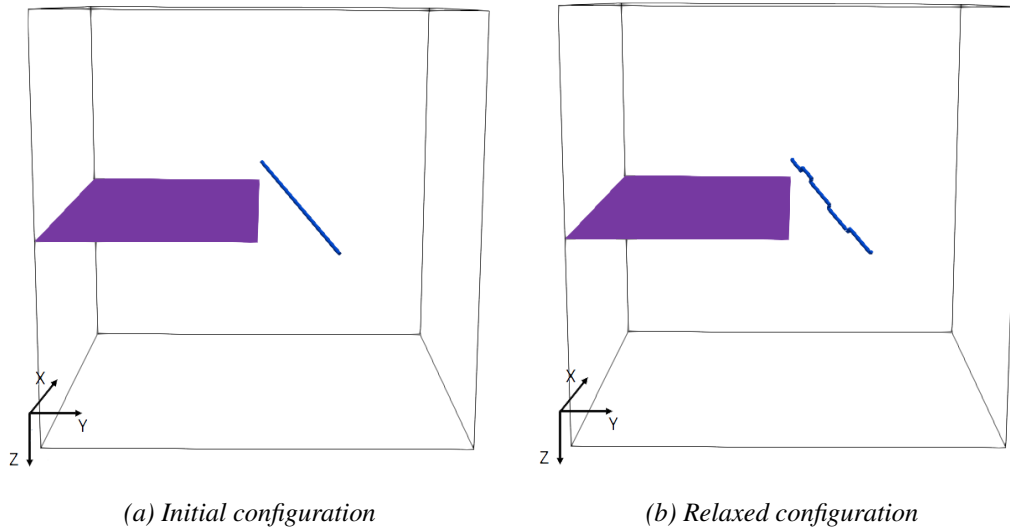 X
Y
Z
X
Y
Z
(a) Initial configuration
(b) Relaxed configuration